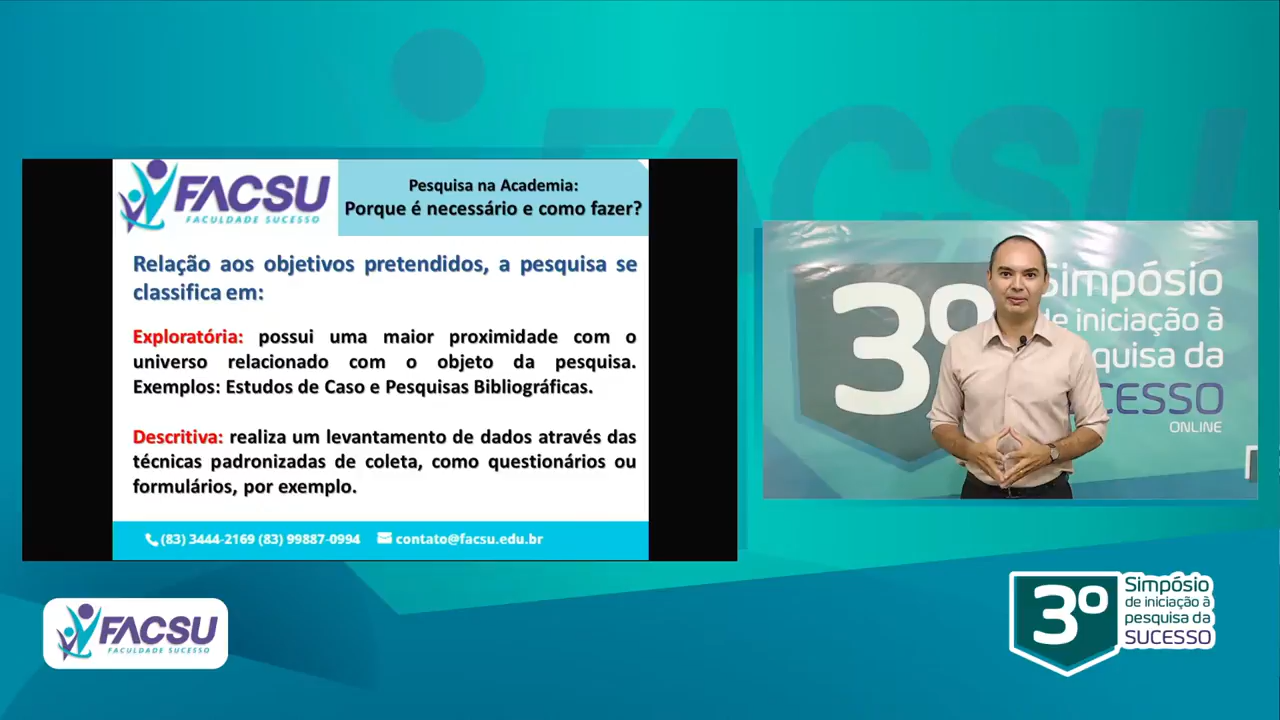 FACSU
FACSU
FACULDADE SUCESSO
Pesquisa na Academia:
Porque é necessário e como fazer?
Relação aos objetivos pretendidos, a pesquisa se
classifica em:
Exploratória: possui uma maior proximidade com o
universo relacionado com o objeto da pesquisa.
Exemplos: Estudos de Caso e Pesquisas Bibliográficas.
Descritiva: realiza um levantamento de dados através das
técnicas padronizadas de coleta, como questionários ou
formulários, por exemplo.
(83) 3444-2169 (83) 99887-0994 contato@facsu.edu.br
3º
Simpósio
de iniciação à
quisa da
CESSO
ONLINE
FACSU
FACULDADE SUCESSO
3º
Simpósio
de iniciação à
pesquisa da
SUCESSO